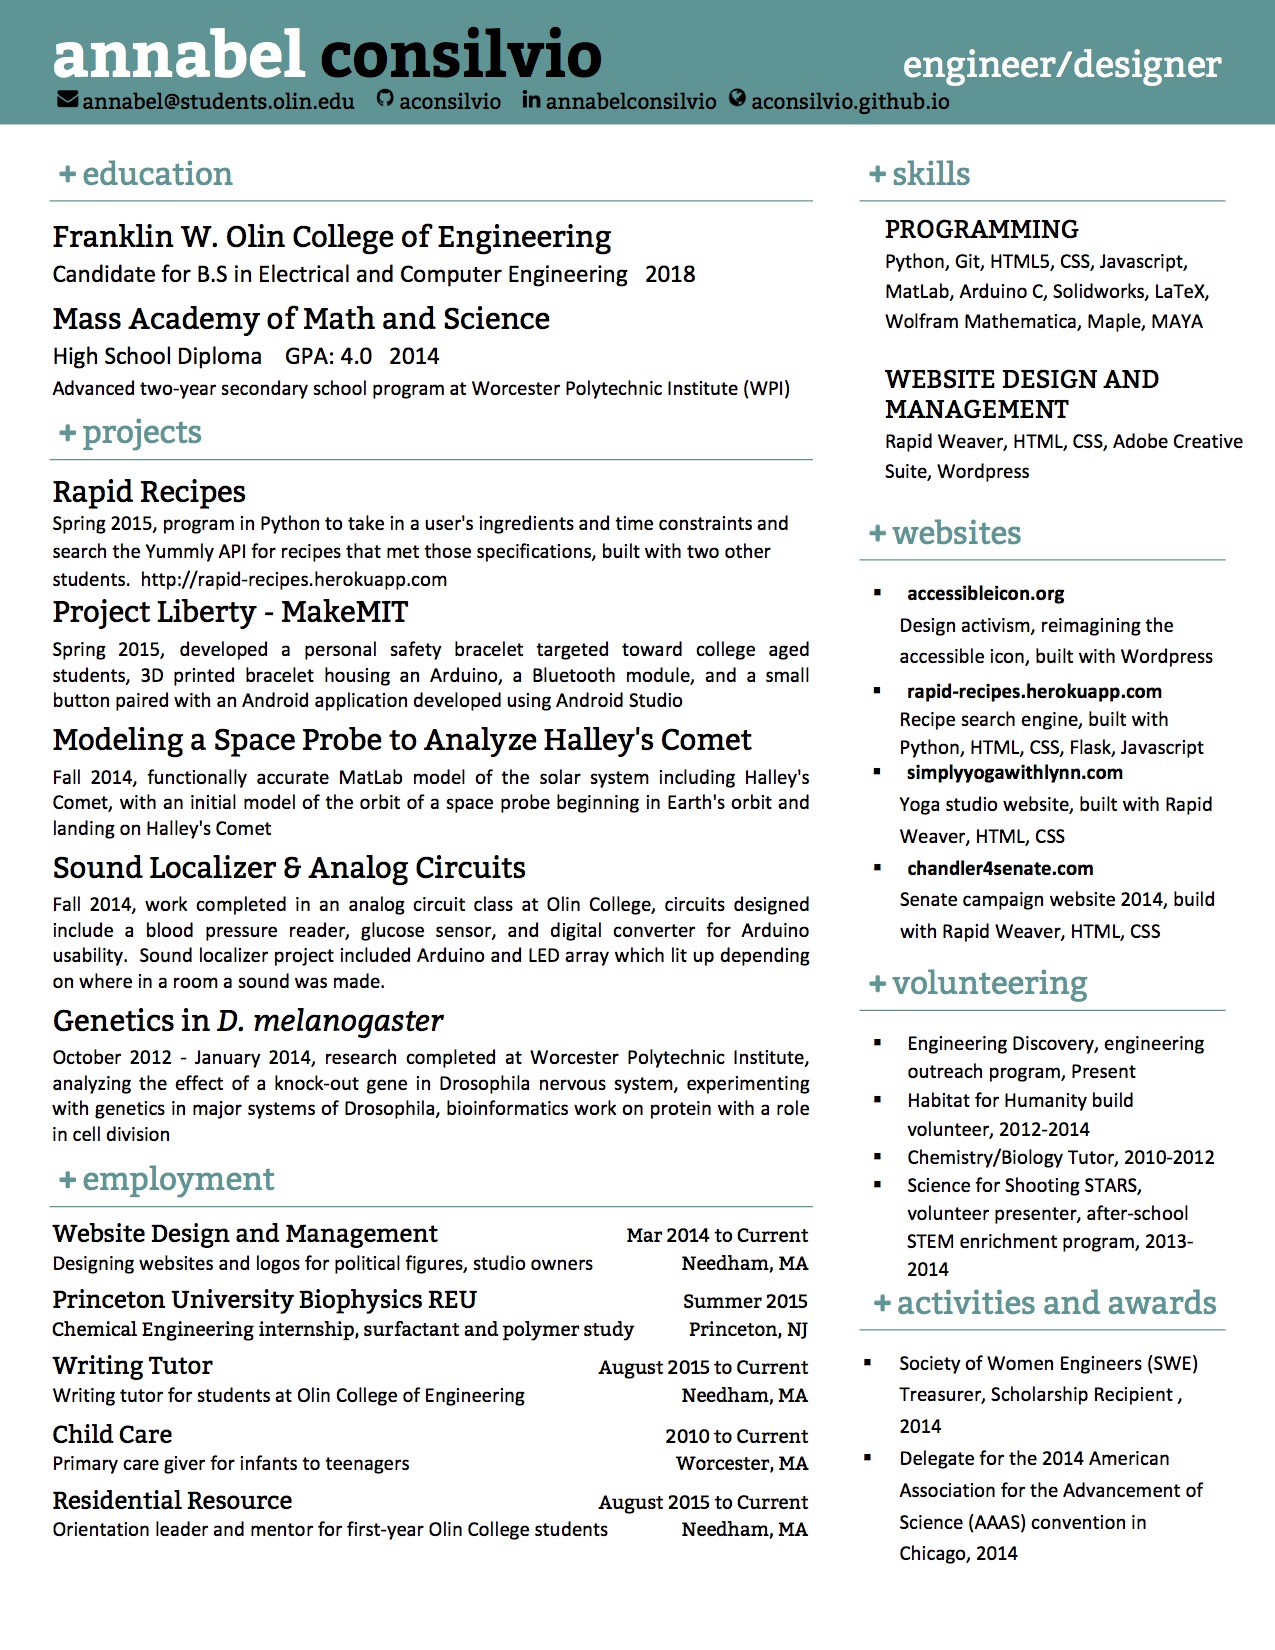 annabel consilvio
engineer/designer
annabel@students.olin.edu aconsilvio annabelconsilvio aconsilvio.github.io
+ education
Franklin W. Olin College of Engineering
Candidate for B.S in Electrical and Computer Engineering 2018
Mass Academy of Math and Science
High School Diploma GPA: 4.0 2014
Advanced two-year secondary school program at Worcester Polytechnic Institute (WPI)
+ projects
Rapid Recipes
Spring 2015, program in Python to take in a user's ingredients and time constraints and
search the Yummly API for recipes that met those specifications, built with two other
students. http://rapid-recipes.herokuapp.com
Project Liberty - MakeMIT
Spring 2015, developed a personal safety bracelet targeted toward college aged
students, 3D printed bracelet housing an Arduino, a Bluetooth module, and a small
button paired with an Android application developed using Android Studio
Modeling a Space Probe to Analyze Halley's Comet
Fall 2014, functionally accurate MatLab model of the solar system including Halley's
Comet, with an initial model of the orbit of a space probe beginning in Earth's orbit and
landing on Halley's Comet
Sound Localizer & Analog Circuits
Fall 2014, work completed in an analog circuit class at Olin College, circuits designed
include a blood pressure reader, glucose sensor, and digital converter for Arduino
usability. Sound localizer project included Arduino and LED array which lit up depending
on where in a room a sound was made.
Genetics in D. melanogaster
October 2012 - January 2014, research completed at Worcester Polytechnic Institute,
analyzing the effect of a knock-out gene in Drosophila nervous system, experimenting
with genetics in major systems of Drosophila, bioinformatics work on protein with a role
in cell division
+ employment
Website Design and Management Mar 2014 to Current
Designing websites and logos for political figures, studio owners Needham, MA
Princeton University Biophysics REU Summer 2015
Chemical Engineering internship, surfactant and polymer study Princeton, NJ
Writing Tutor August 2015 to Current
Writing tutor for students at Olin College of Engineering Needham, MA
Child Care 2010 to Current
Primary care giver for infants to teenagers Worcester, MA
Residential Resource August 2015 to Current
Orientation leader and mentor for first-year Olin College students Needham, MA
+ skills
PROGRAMMING
Python, Git, HTML5, CSS, Javascript,
MatLab, Arduino C, Solidworks, LaTeX,
Wolfram Mathematica, Maple, MAYA
WEBSITE DESIGN AND
MANAGEMENT
Rapid Weaver, HTML, CSS, Adobe Creative
Suite, Wordpress
+ websites
▪ accessibleicon.org
Design activism, reimagining the
accessible icon, built with Wordpress
▪ rapid-recipes.herokuapp.com
Recipe search engine, built with
Python, HTML, CSS, Flask, Javascript
▪ simplyyogawithlynn.com
Yoga studio website, built with Rapid
Weaver, HTML, CSS
▪ chandler4senate.com
Senate campaign website 2014, build
with Rapid Weaver, HTML, CSS
+ volunteering
▪ Engineering Discovery, engineering
outreach program, Present
▪ Habitat for Humanity build
volunteer, 2012-2014
▪ Chemistry/Biology Tutor, 2010-2012
▪ Science for Shooting STARS,
volunteer presenter, after-school
STEM enrichment program, 2013-
2014
+ activities and awards
▪ Society of Women Engineers (SWE)
Treasurer, Scholarship Recipient ,
2014
▪ Delegate for the 2014 American
Association for the Advancement of
Science (AAAS) convention in
Chicago, 2014